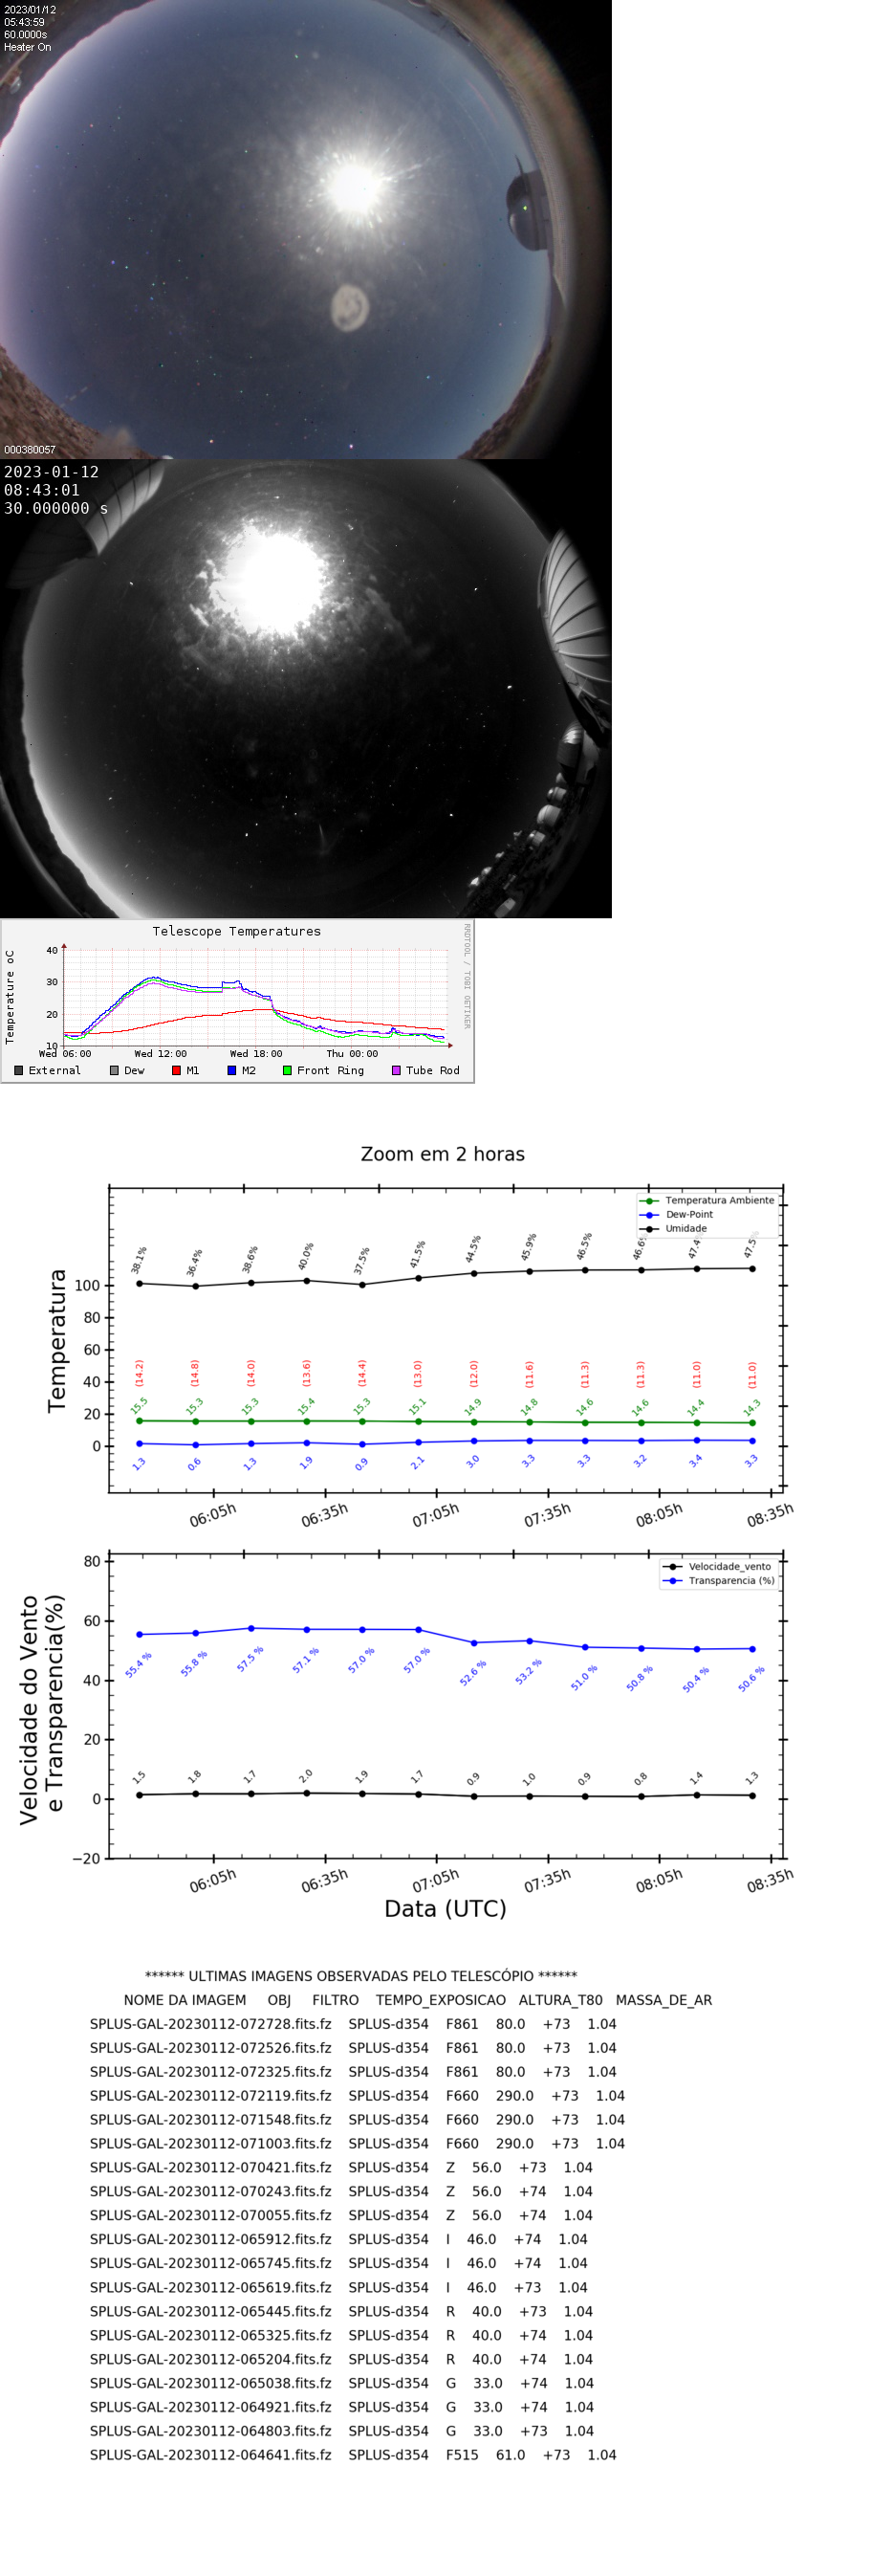 2023/01/12
05:43:59
60.0000s
Heater On
000380057
2023-01-12
08:43:01
30.000000 s
Telescope Temperatures
RRDTOOL / TOBI OETIKER
Temperature oC
40
30
20
10
Wed 06:00 Wed 12:00 Wed 18:00 Thu 00:00
External Dew M1 M2 Front Ring Tube Rod
Zoom em 2 horas
Temperatura Ambiente
Dew-Point
Umidade
Temperatura
38.1% 36.4% 38.6% 40.0% 37.5% 41.5% 44.5% 45.9% 46.5% 46.6% 47.4% 47.5%
100
80
60
40
20
0
(14.2) (14.8) (14.0) (13.6) (14.4) (13.0) (12.0) (11.6) (11.3) (11.3) (11.0) (11.0)
15.5 15.3 15.3 15.4 15.3 15.1 14.9 14.8 14.6 14.6 14.4 14.3
1.3 0.6 1.3 1.9 0.9 2.1 3.0 3.3 3.3 3.2 3.4 3.3
06:05h 06:35h 07:05h 07:35h 08:05h 08:35h
Velocidade_vento
Transparencia (%)
Velocidade do Vento
e Transparencia(%)
80
60
40
20
0
−20
55.4 % 55.8 % 57.5 % 57.1 % 57.0 % 57.0 % 52.6 % 53.2 % 51.0 % 50.8 % 50.4 % 50.6 %
1.5 1.8 1.7 2.0 1.9 1.7 0.9 1.0 0.9 0.8 1.4 1.3
06:05h 06:35h 07:05h 07:35h 08:05h 08:35h
Data (UTC)
****** ULTIMAS IMAGENS OBSERVADAS PELO TELESCÓPIO ******
NOME DA IMAGEM OBJ FILTRO TEMPO_EXPOSICAO ALTURA_T80 MASSA_DE_AR
SPLUS-GAL-20230112-072728.fits.fz SPLUS-d354 F861 80.0 +73 1.04
SPLUS-GAL-20230112-072526.fits.fz SPLUS-d354 F861 80.0 +73 1.04
SPLUS-GAL-20230112-072325.fits.fz SPLUS-d354 F861 80.0 +73 1.04
SPLUS-GAL-20230112-072119.fits.fz SPLUS-d354 F660 290.0 +73 1.04
SPLUS-GAL-20230112-071548.fits.fz SPLUS-d354 F660 290.0 +73 1.04
SPLUS-GAL-20230112-071003.fits.fz SPLUS-d354 F660 290.0 +73 1.04
SPLUS-GAL-20230112-070421.fits.fz SPLUS-d354 Z 56.0 +73 1.04
SPLUS-GAL-20230112-070243.fits.fz SPLUS-d354 Z 56.0 +74 1.04
SPLUS-GAL-20230112-070055.fits.fz SPLUS-d354 Z 56.0 +74 1.04
SPLUS-GAL-20230112-065912.fits.fz SPLUS-d354 I 46.0 +74 1.04
SPLUS-GAL-20230112-065745.fits.fz SPLUS-d354 I 46.0 +74 1.04
SPLUS-GAL-20230112-065619.fits.fz SPLUS-d354 I 46.0 +73 1.04
SPLUS-GAL-20230112-065445.fits.fz SPLUS-d354 R 40.0 +73 1.04
SPLUS-GAL-20230112-065325.fits.fz SPLUS-d354 R 40.0 +74 1.04
SPLUS-GAL-20230112-065204.fits.fz SPLUS-d354 R 40.0 +74 1.04
SPLUS-GAL-20230112-065038.fits.fz SPLUS-d354 G 33.0 +74 1.04
SPLUS-GAL-20230112-064921.fits.fz SPLUS-d354 G 33.0 +74 1.04
SPLUS-GAL-20230112-064803.fits.fz SPLUS-d354 G 33.0 +73 1.04
SPLUS-GAL-20230112-064641.fits.fz SPLUS-d354 F515 61.0 +73 1.04